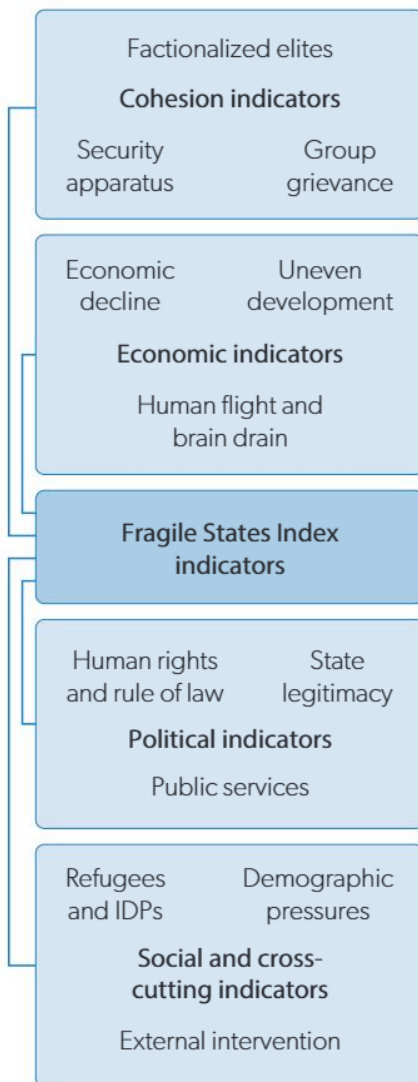 Factionalized elites
Cohesion indicators
Security
apparatus
Group
grievance
Economic
decline
Uneven
development
Economic indicators
Human flight and
brain drain
Fragile States Index
indicators
Human rights
and rule of law
State
legitimacy
Political indicators
Public services
Refugees
and IDPs
Demographic
pressures
Social and cross-
cutting indicators
External intervention